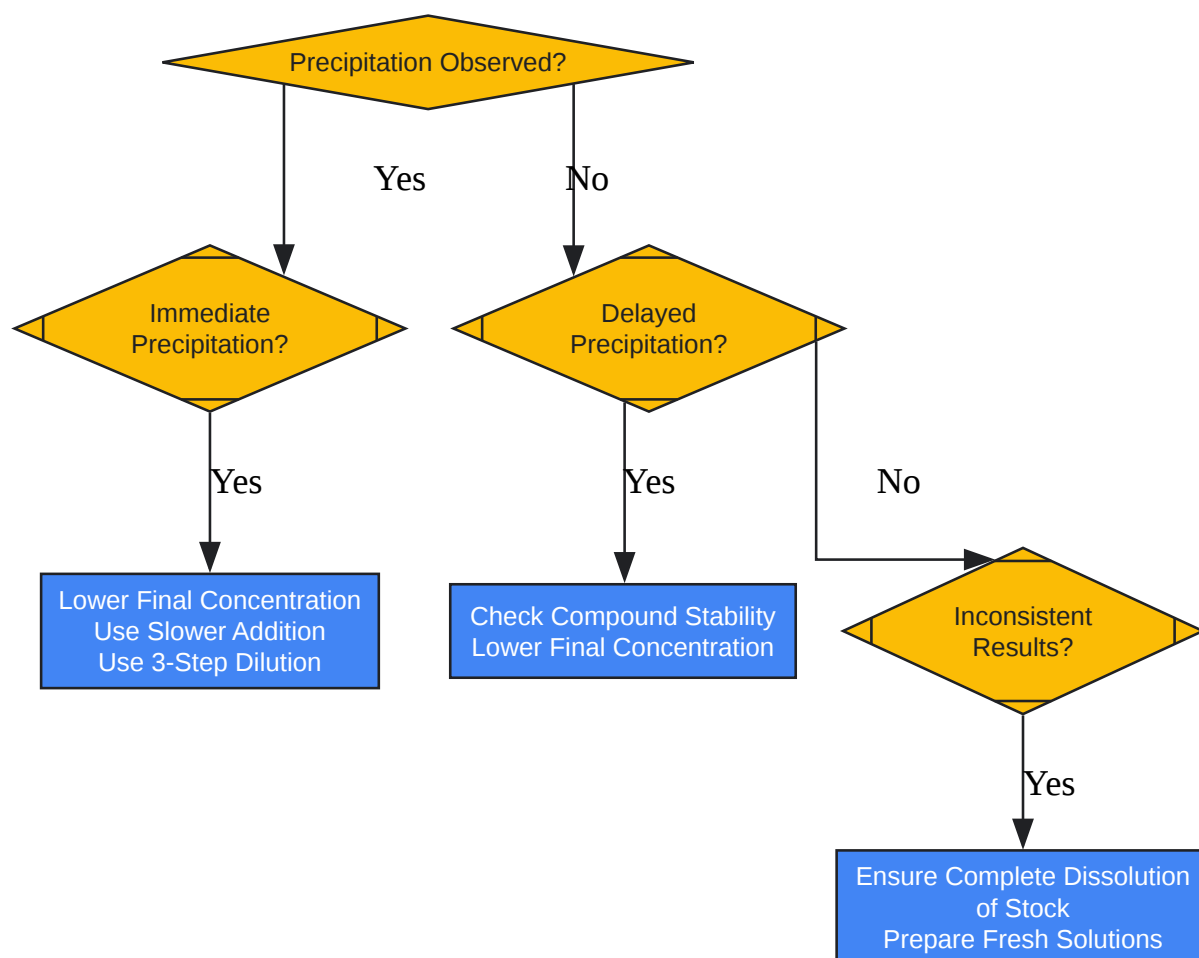 Precipitation Observed?
Yes
No
Immediate
Precipitation?
Delayed
Precipitation?
Yes
Yes
No
Lower Final Concentration
Use Slower Addition
Use 3-Step Dilution
Check Compound Stability
Lower Final Concentration
Inconsistent
Results?
Yes
Ensure Complete Dissolution
of Stock
Prepare Fresh Solutions